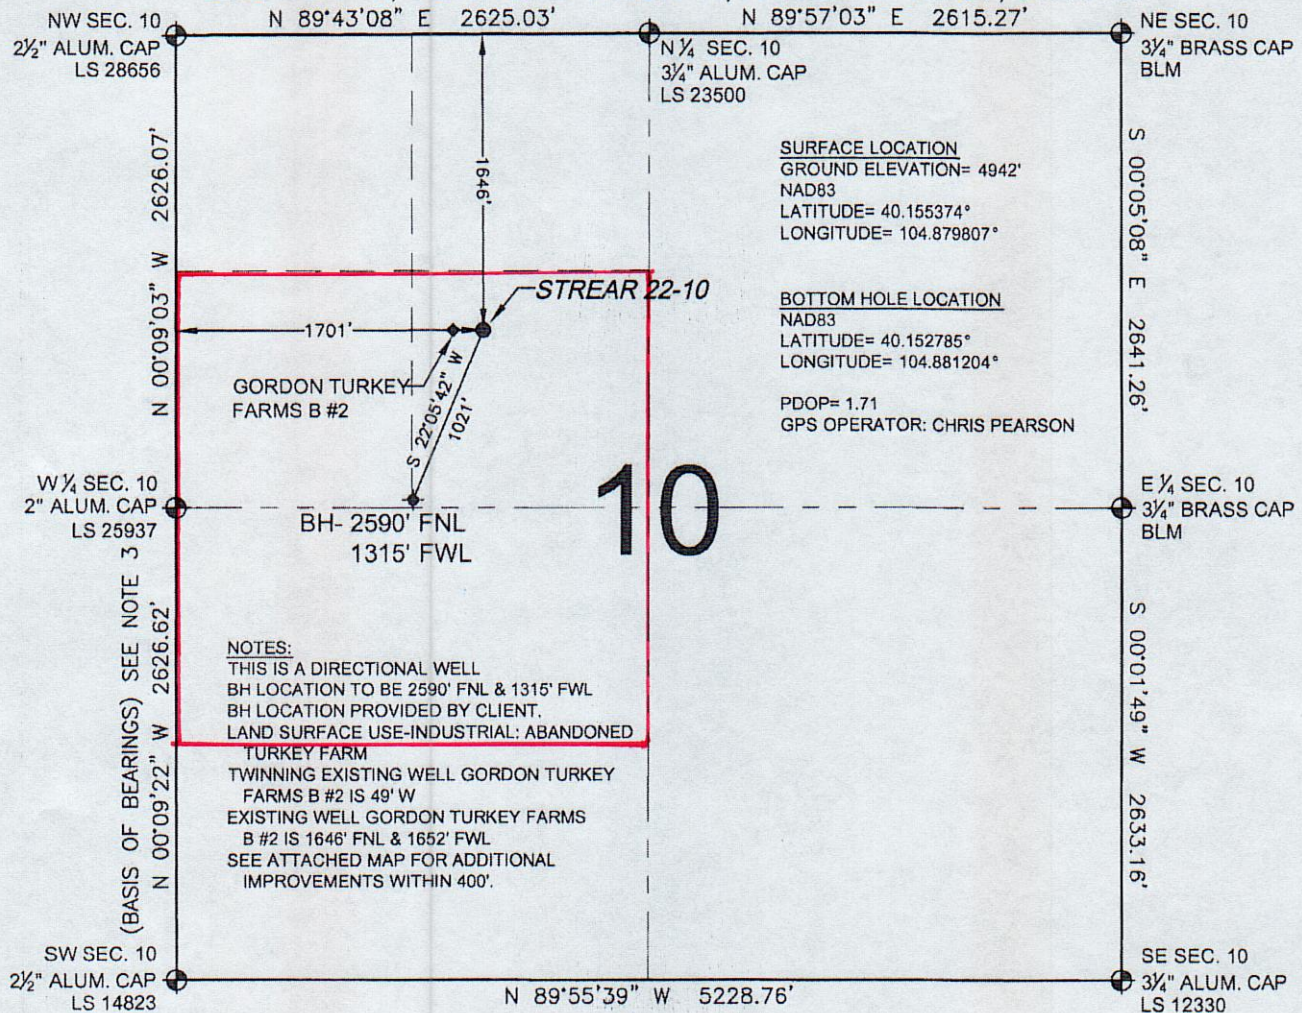 N 89°43'08" E 2625.03'
N 89°57'03" E 2615.27'
NW SEC. 10
2½" ALUM. CAP
LS 28656
N ¼ SEC. 10
3¼" ALUM. CAP
LS 23500
NE SEC. 10
3¼" BRASS CAP
BLM
N 00°09'03" W 2626.07'
1646'
SURFACE LOCATION
GROUND ELEVATION= 4942'
NAD83
LATITUDE= 40.155374°
LONGITUDE= 104.879807°
BOTTOM HOLE LOCATION
NAD83
LATITUDE= 40.152785°
LONGITUDE= 104.881204°
PDOP= 1.71
GPS OPERATOR: CHRIS PEARSON
S 00°05'08" E 2641.26'
STREAR 22-10
1701'
GORDON TURKEY
FARMS B #2
S 22°05'42" W
1021'
W ¼ SEC. 10
2" ALUM. CAP
LS 25937
BH- 2590' FNL
1315' FWL
10
E ¼ SEC. 10
3¼" BRASS CAP
BLM
(BASIS OF BEARINGS) SEE NOTE 3
N 00°09'22" W 2626.62'
NOTES:
THIS IS A DIRECTIONAL WELL
BH LOCATION TO BE 2590' FNL & 1315' FWL
BH LOCATION PROVIDED BY CLIENT.
LAND SURFACE USE-INDUSTRIAL: ABANDONED
TURKEY FARM
TWINNING EXISTING WELL GORDON TURKEY
FARMS B #2 IS 49' W
EXISTING WELL GORDON TURKEY FARMS
B #2 IS 1646' FNL & 1652' FWL
SEE ATTACHED MAP FOR ADDITIONAL
IMPROVEMENTS WITHIN 400'.
S 00°01'49" W 2633.16'
SW SEC. 10
2½" ALUM. CAP
LS 14823
N 89°55'39" W 5228.76'
SE SEC. 10
3¼" ALUM. CAP
LS 12330